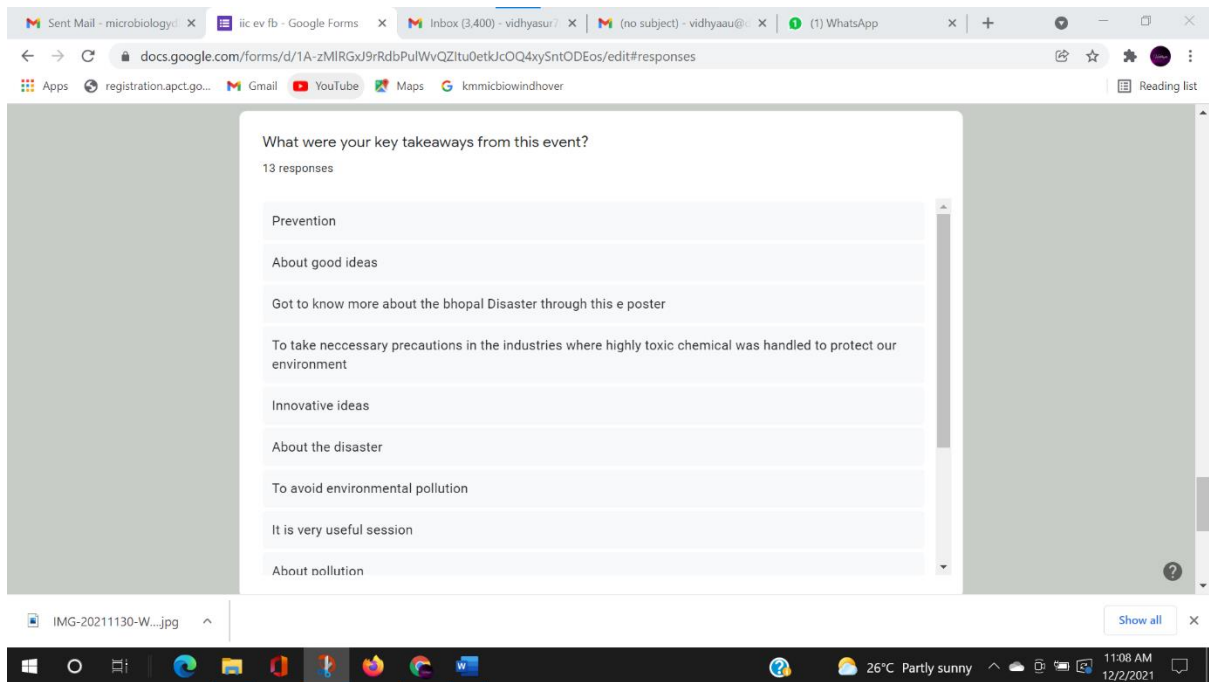 Sent Mail - microbiologyd
iic ev fb - Google Forms
Inbox (3,400) - vidhyasur7
(no subject) - vidhyaau@
(1) WhatsApp
docs.google.com/forms/d/1A-zMlRGxJ9rRdbPulWvQZItu0etkJcOQ4xySntODEos/edit#responses
Apps
registration.apct.go...
Gmail
YouTube
Maps
kmmicbiowindhover
Reading list
What were your key takeaways from this event?
13 responses
Prevention
About good ideas
Got to know more about the bhopal Disaster through this e poster
To take neccessary precautions in the industries where highly toxic chemical was handled to protect our
environment
Innovative ideas
About the disaster
To avoid environmental pollution
It is very useful session
About pollution
IMG-20211130-W....jpg
Show all
26°C Partly sunny
11:08 AM
12/2/2021